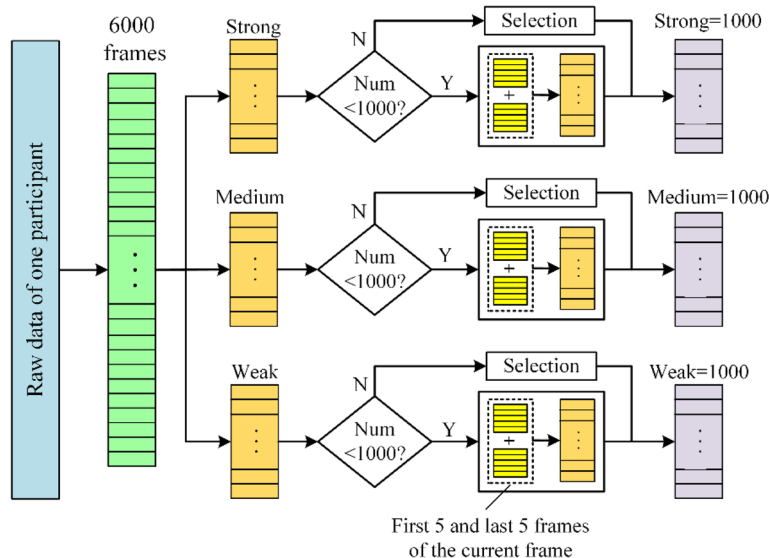 Raw data of one participant
6000
frames
Strong
N
Num
<1000?
Y
Selection
+
Strong=1000
Medium
N
Num
<1000?
Y
Selection
+
Medium=1000
Weak
N
Num
<1000?
Y
Selection
+
Weak=1000
First 5 and last 5 frames
of the current frame